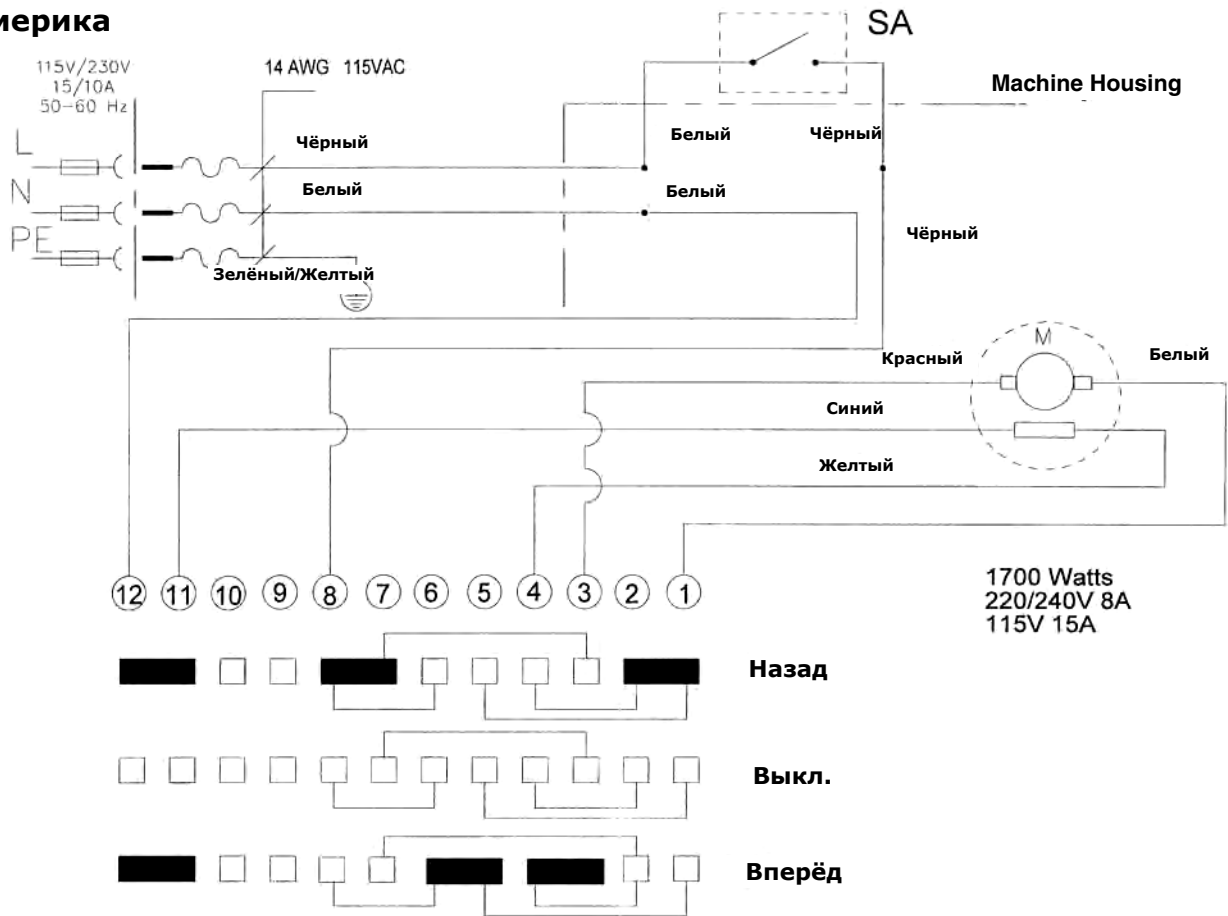 мерика
SA
115V/230V
15/10A
50-60 Hz
14 AWG 115VAC
Machine Housing
L
Чёрный
Белый
Чёрный
N
Белый
Белый
PE
Чёрный
Зелёный/Желтый
M
Красный
Белый
Синий
Желтый
12 11 10 9 8 7 6 5 4 3 2 1
1700 Watts
220/240V 8A
115V 15A
Назад
Выкл.
Вперёд